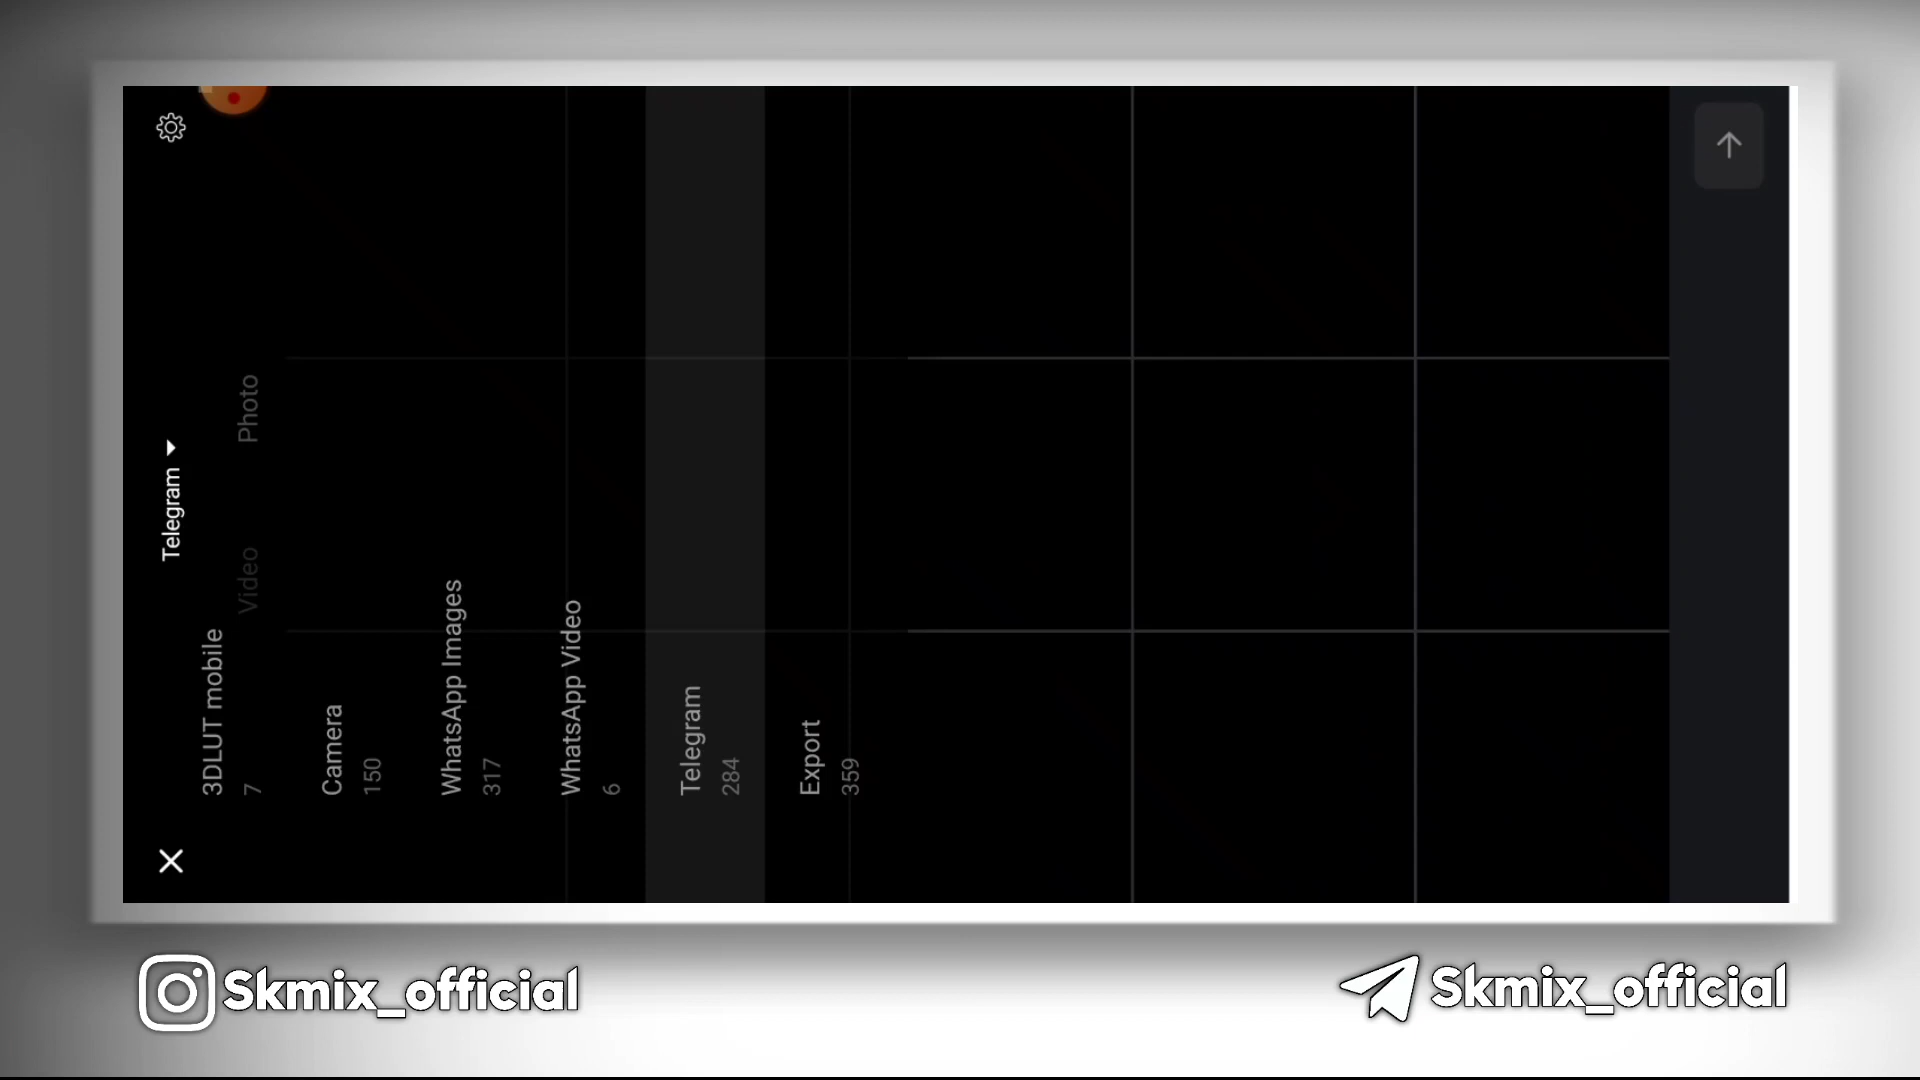 Telegram
Video
Photo
3DLUT mobile
7
Camera
150
WhatsApp Images
317
WhatsApp Video
6
Telegram
284
Export
359
Skmix_official
Skmix_official